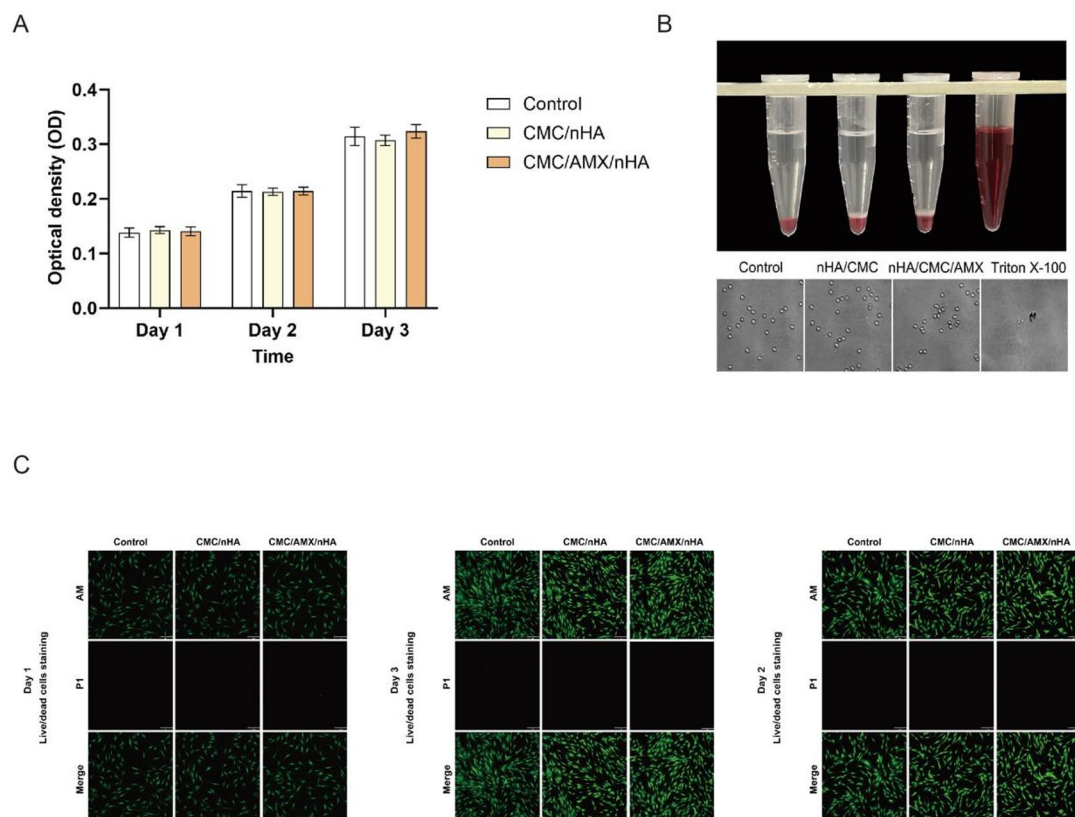 A
Optical density (OD)
0.4
0.3
0.2
0.1
0.0
Day 1
Day 2
Day 3
Time
Control
CMC/nHA
CMC/AMX/nHA
B
Control
nHA/CMC
nHA/CMC/AMX
Triton X-100
C
Day 1
Live/dead cells staining
Control
CMC/nHA
CMC/AMX/nHA
AM
P1
Merge
Day 3
Live/dead cells staining
Control
CMC/nHA
CMC/AMX/nHA
AM
P1
Merge
Day 2
Live/dead cells staining
Control
CMC/nHA
CMC/AMX/nHA
AM
P1
Merge